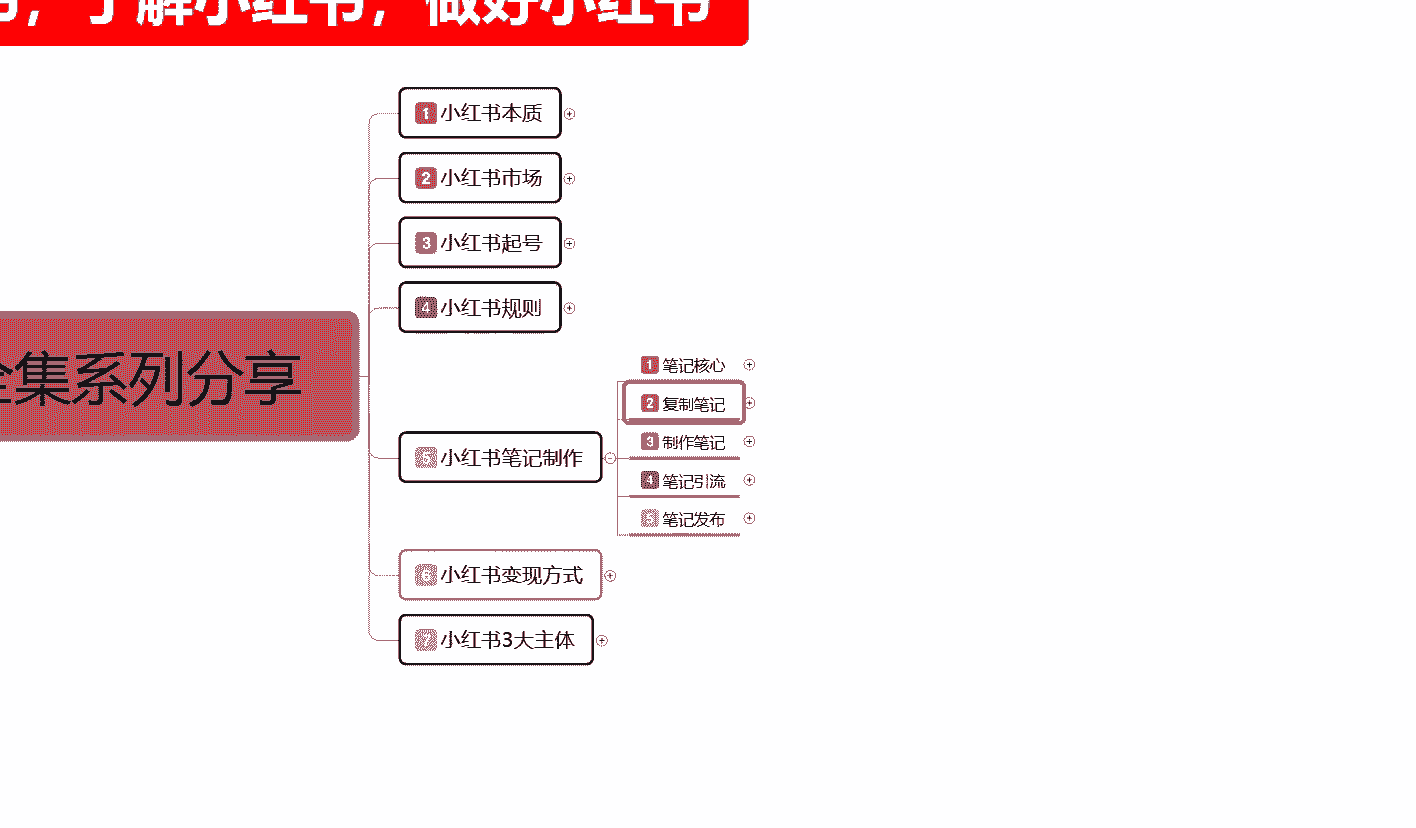 ，了解小红书，做好小红书
1 小红书本质
2 小红书市场
3 小红书起号
4 小红书规则
全集系列分享
5 小红书笔记制作
1 笔记核心
2 复制笔记
3 制作笔记
4 笔记引流
5 笔记发布
6 小红书变现方式
7 小红书3大主体